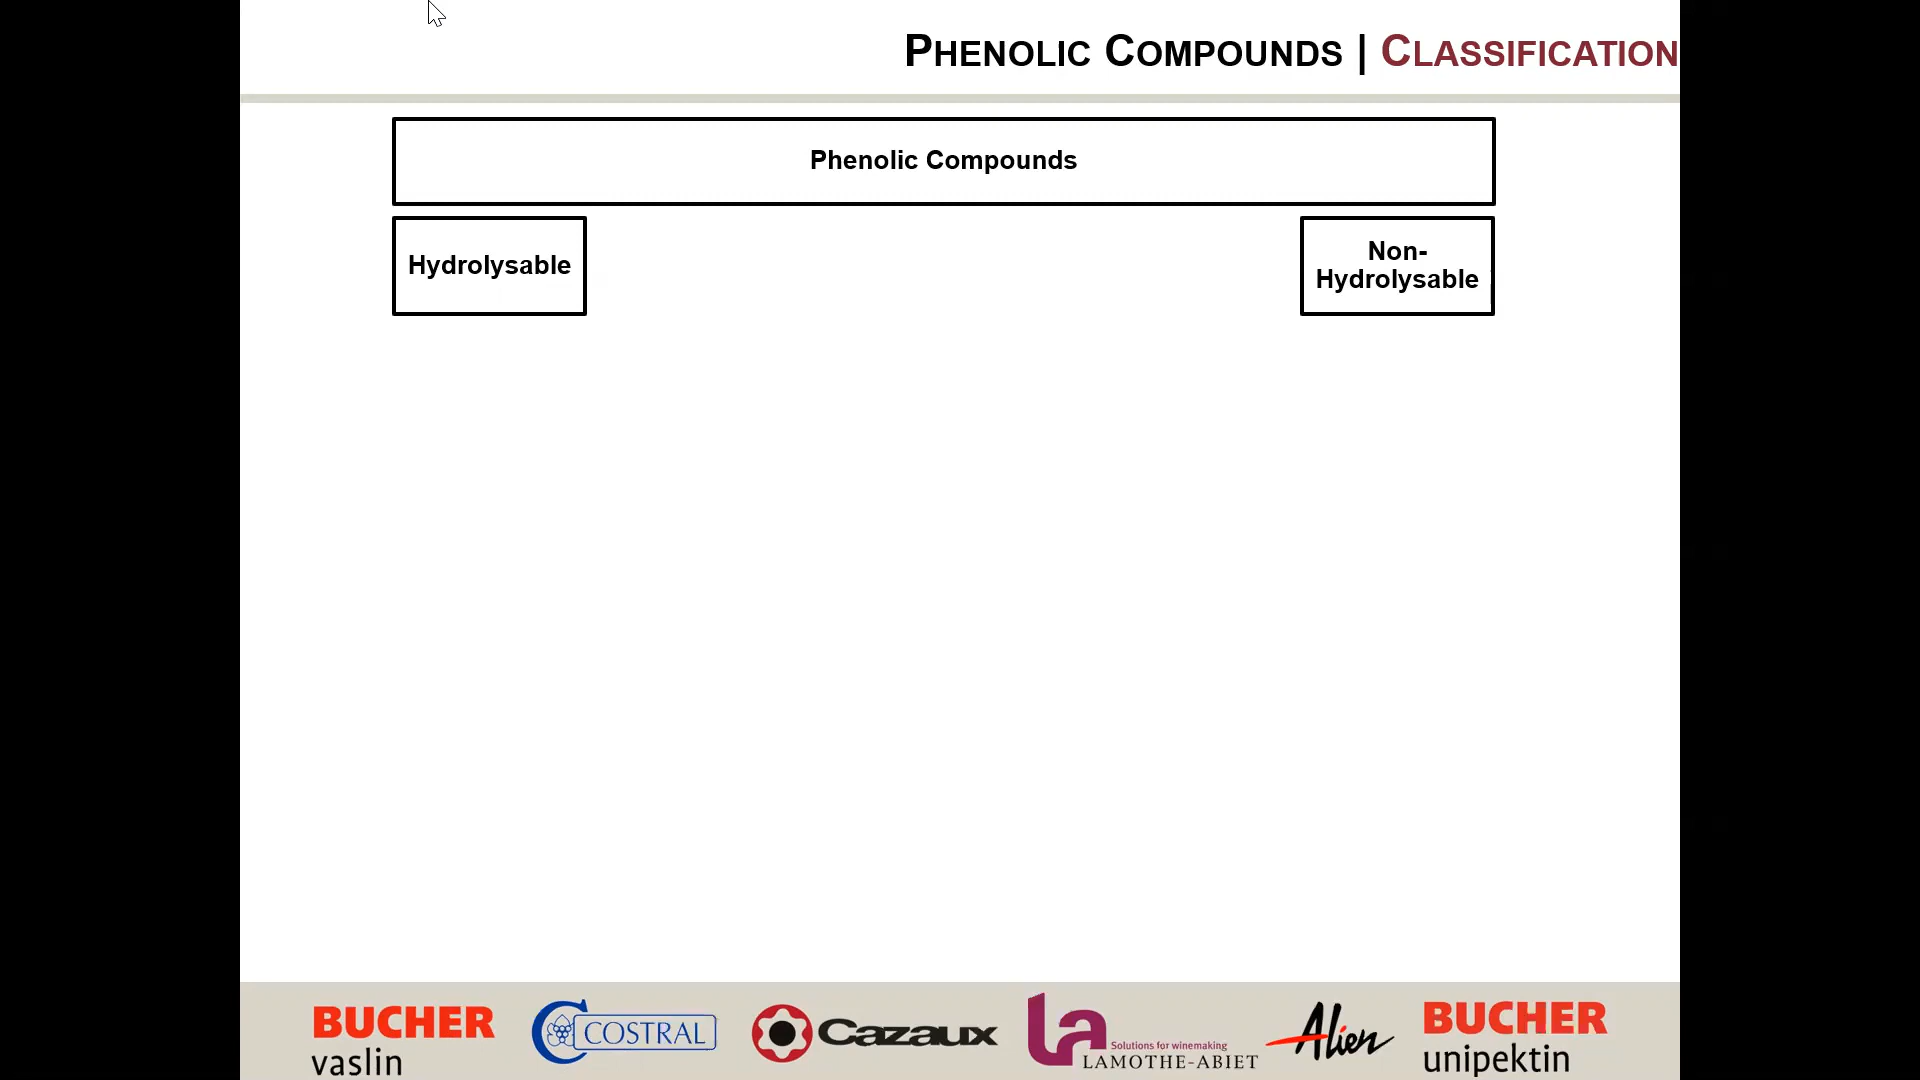 PHENOLIC COMPOUNDS | CLASSIFICATION
Phenolic Compounds
Hydrolysable
Non-
Hydrolysable
BUCHER
vaslin
COSTRAL
Cazaux
la
Solutions for winemaking
LAMOTHE-ABIET
Alien
BUCHER
unipektin